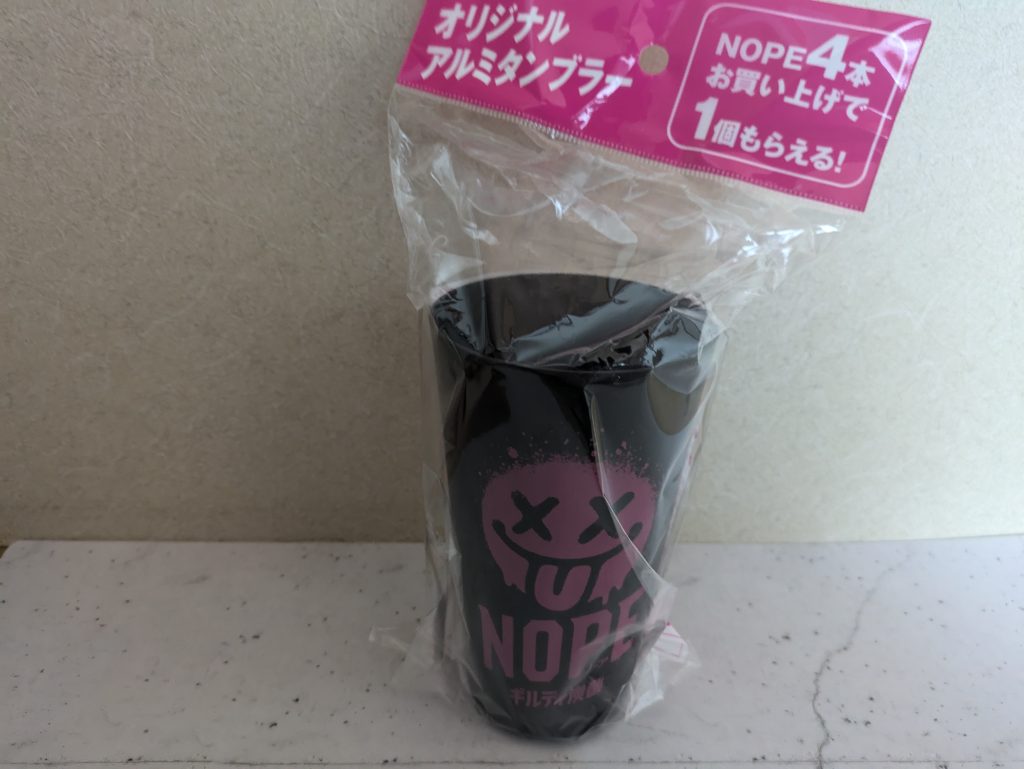 オリジナル
アルミタンブラー
NOPE4本
お買い上げで
1個もらえる!
NOPE
ギルティ炭酸